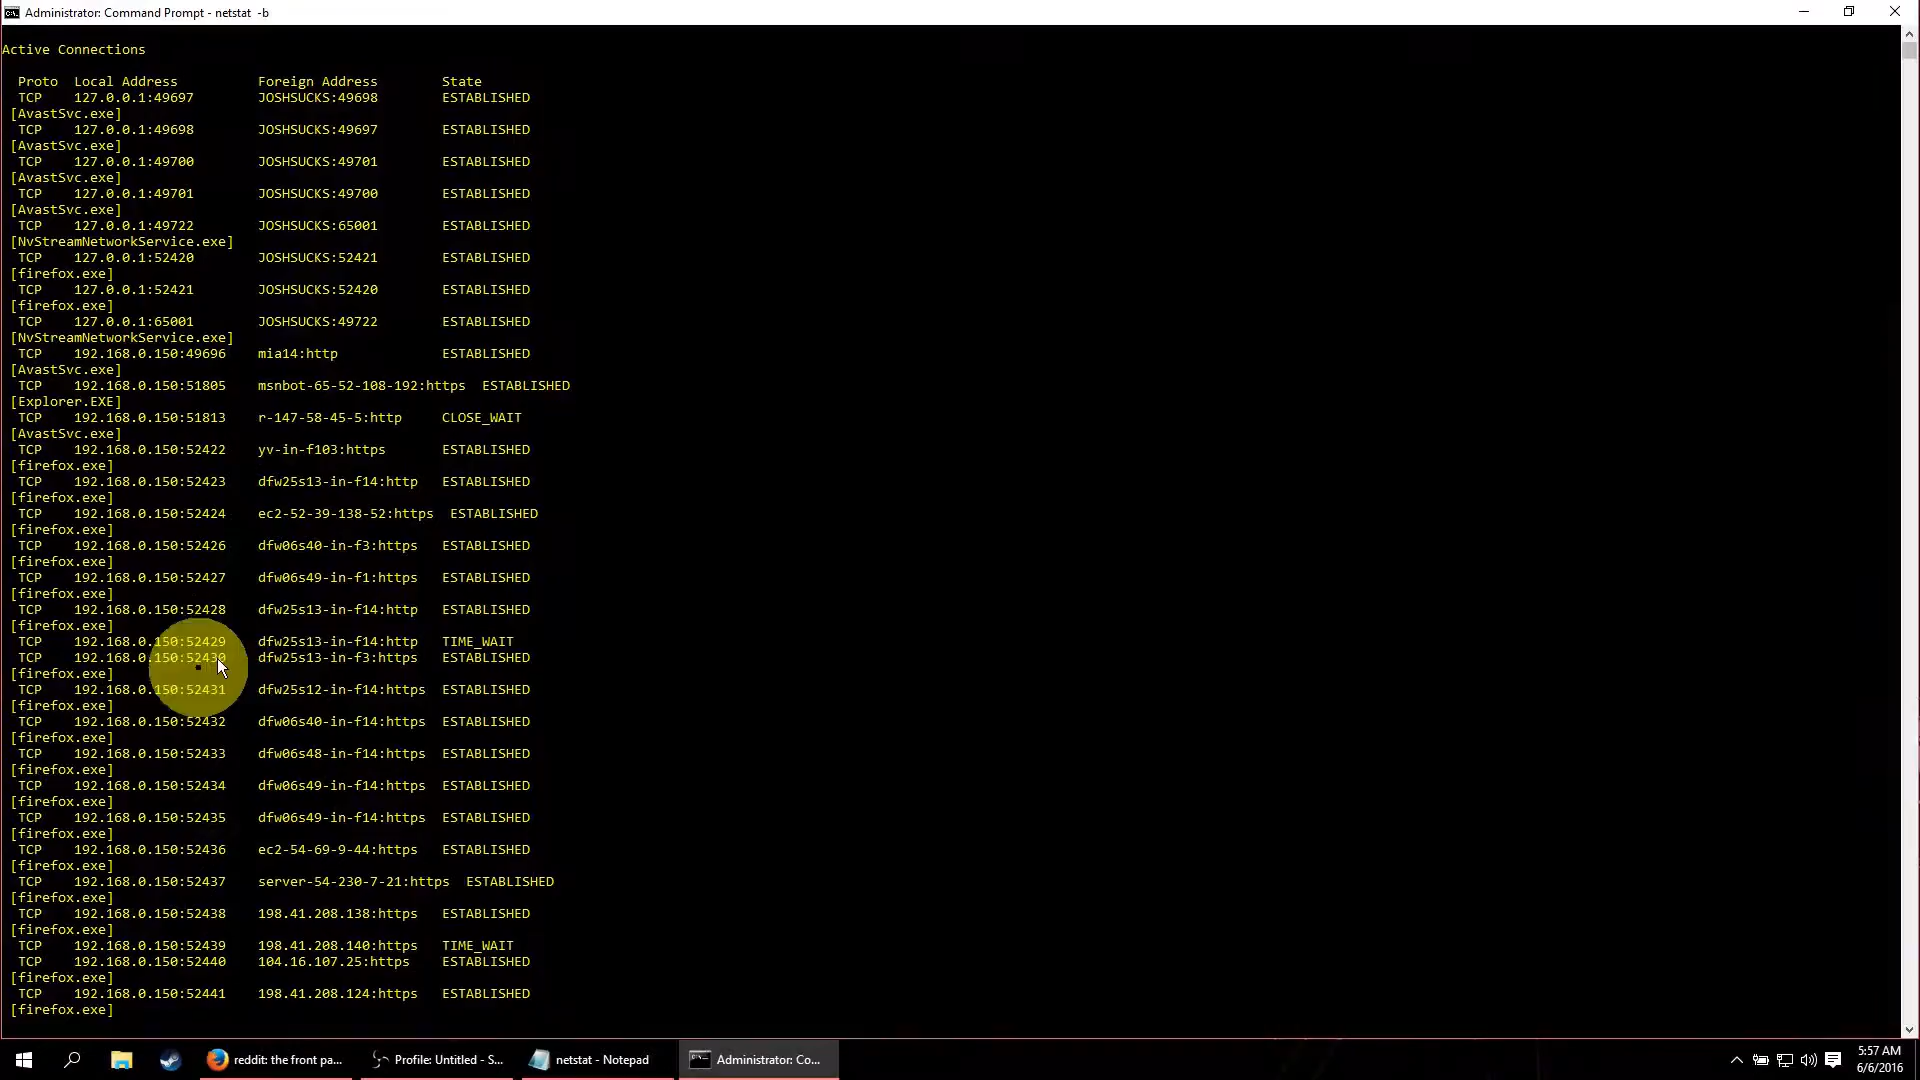 Administrator: Command Prompt - netstat -b
Active Connections
Proto Local Address Foreign Address State
TCP 127.0.0.1:49697 JOSHSUCKS:49698 ESTABLISHED
[AvastSvc.exe]
TCP 127.0.0.1:49698 JOSHSUCKS:49697 ESTABLISHED
[AvastSvc.exe]
TCP 127.0.0.1:49700 JOSHSUCKS:49701 ESTABLISHED
[AvastSvc.exe]
TCP 127.0.0.1:49701 JOSHSUCKS:49700 ESTABLISHED
[AvastSvc.exe]
TCP 127.0.0.1:49722 JOSHSUCKS:65001 ESTABLISHED
[NvStreamNetworkService.exe]
TCP 127.0.0.1:52420 JOSHSUCKS:52421 ESTABLISHED
[firefox.exe]
TCP 127.0.0.1:52421 JOSHSUCKS:52420 ESTABLISHED
[firefox.exe]
TCP 127.0.0.1:65001 JOSHSUCKS:49722 ESTABLISHED
[NvStreamNetworkService.exe]
TCP 192.168.0.150:49696 mia14:http ESTABLISHED
[AvastSvc.exe]
TCP 192.168.0.150:51805 msnbot-65-52-108-192:https ESTABLISHED
[Explorer.EXE]
TCP 192.168.0.150:51813 r-147-58-45-5:http CLOSE_WAIT
[AvastSvc.exe]
TCP 192.168.0.150:52422 yv-in-f103:https ESTABLISHED
[firefox.exe]
TCP 192.168.0.150:52423 dfw25s13-in-f14:http ESTABLISHED
[firefox.exe]
TCP 192.168.0.150:52424 ec2-52-39-138-52:https ESTABLISHED
[firefox.exe]
TCP 192.168.0.150:52426 dfw06s40-in-f3:https ESTABLISHED
[firefox.exe]
TCP 192.168.0.150:52427 dfw06s49-in-f1:https ESTABLISHED
[firefox.exe]
TCP 192.168.0.150:52428 dfw25s13-in-f14:http ESTABLISHED
[firefox.exe]
TCP 192.168.0.150:52429 dfw25s13-in-f14:http TIME_WAIT
TCP 192.168.0.150:52430 dfw25s13-in-f3:https ESTABLISHED
[firefox.exe]
TCP 192.168.0.150:52431 dfw25s12-in-f14:https ESTABLISHED
[firefox.exe]
TCP 192.168.0.150:52432 dfw06s40-in-f14:https ESTABLISHED
[firefox.exe]
TCP 192.168.0.150:52433 dfw06s48-in-f14:https ESTABLISHED
[firefox.exe]
TCP 192.168.0.150:52434 dfw06s49-in-f14:https ESTABLISHED
[firefox.exe]
TCP 192.168.0.150:52435 dfw06s49-in-f14:https ESTABLISHED
[firefox.exe]
TCP 192.168.0.150:52436 ec2-54-69-9-44:https ESTABLISHED
[firefox.exe]
TCP 192.168.0.150:52437 server-54-230-7-21:https ESTABLISHED
[firefox.exe]
TCP 192.168.0.150:52438 198.41.208.138:https ESTABLISHED
[firefox.exe]
TCP 192.168.0.150:52439 198.41.208.140:https TIME_WAIT
TCP 192.168.0.150:52440 104.16.107.25:https ESTABLISHED
[firefox.exe]
TCP 192.168.0.150:52441 198.41.208.124:https ESTABLISHED
[firefox.exe]
reddit: the front pa... Profile: Untitled - S... netstat - Notepad Administrator: Co... 5:57 AM
6/6/2016